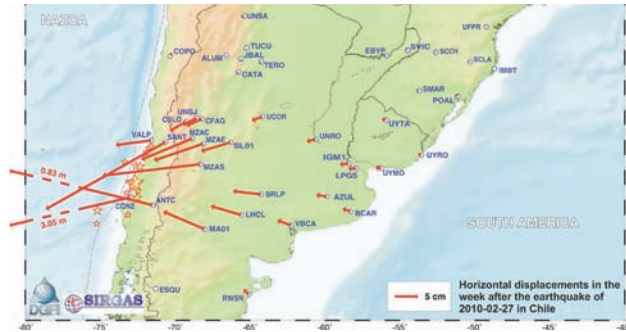 NAZCA
UNSA
UFPR
COPO
ALUM
TUCU
JBAL
TERO
CATA
EBYP
SCCH
SCLA
IMBT
SMAR
POAL
UNSJ
CSLO
CFAG
UCCR
UYTA
VALP
SANT
MZAC
MZAE
SL01
UNRO
IGM1
LPGS
UYMO
UYRO
MZAS
0.83 m
3.05 m
CONZ
ANTC
SRLP
AZUL
LHCL
VBCA
BCAR
MA01
SOUTH AMERICA
ESQU
RWSN
DGFI
SIRGAS
5 cm
Horizontal displacements in the
week after the earthquake of
2010-02-27 in Chile
-80 -75 -70 -65 -60 -55 -50 -45 -40